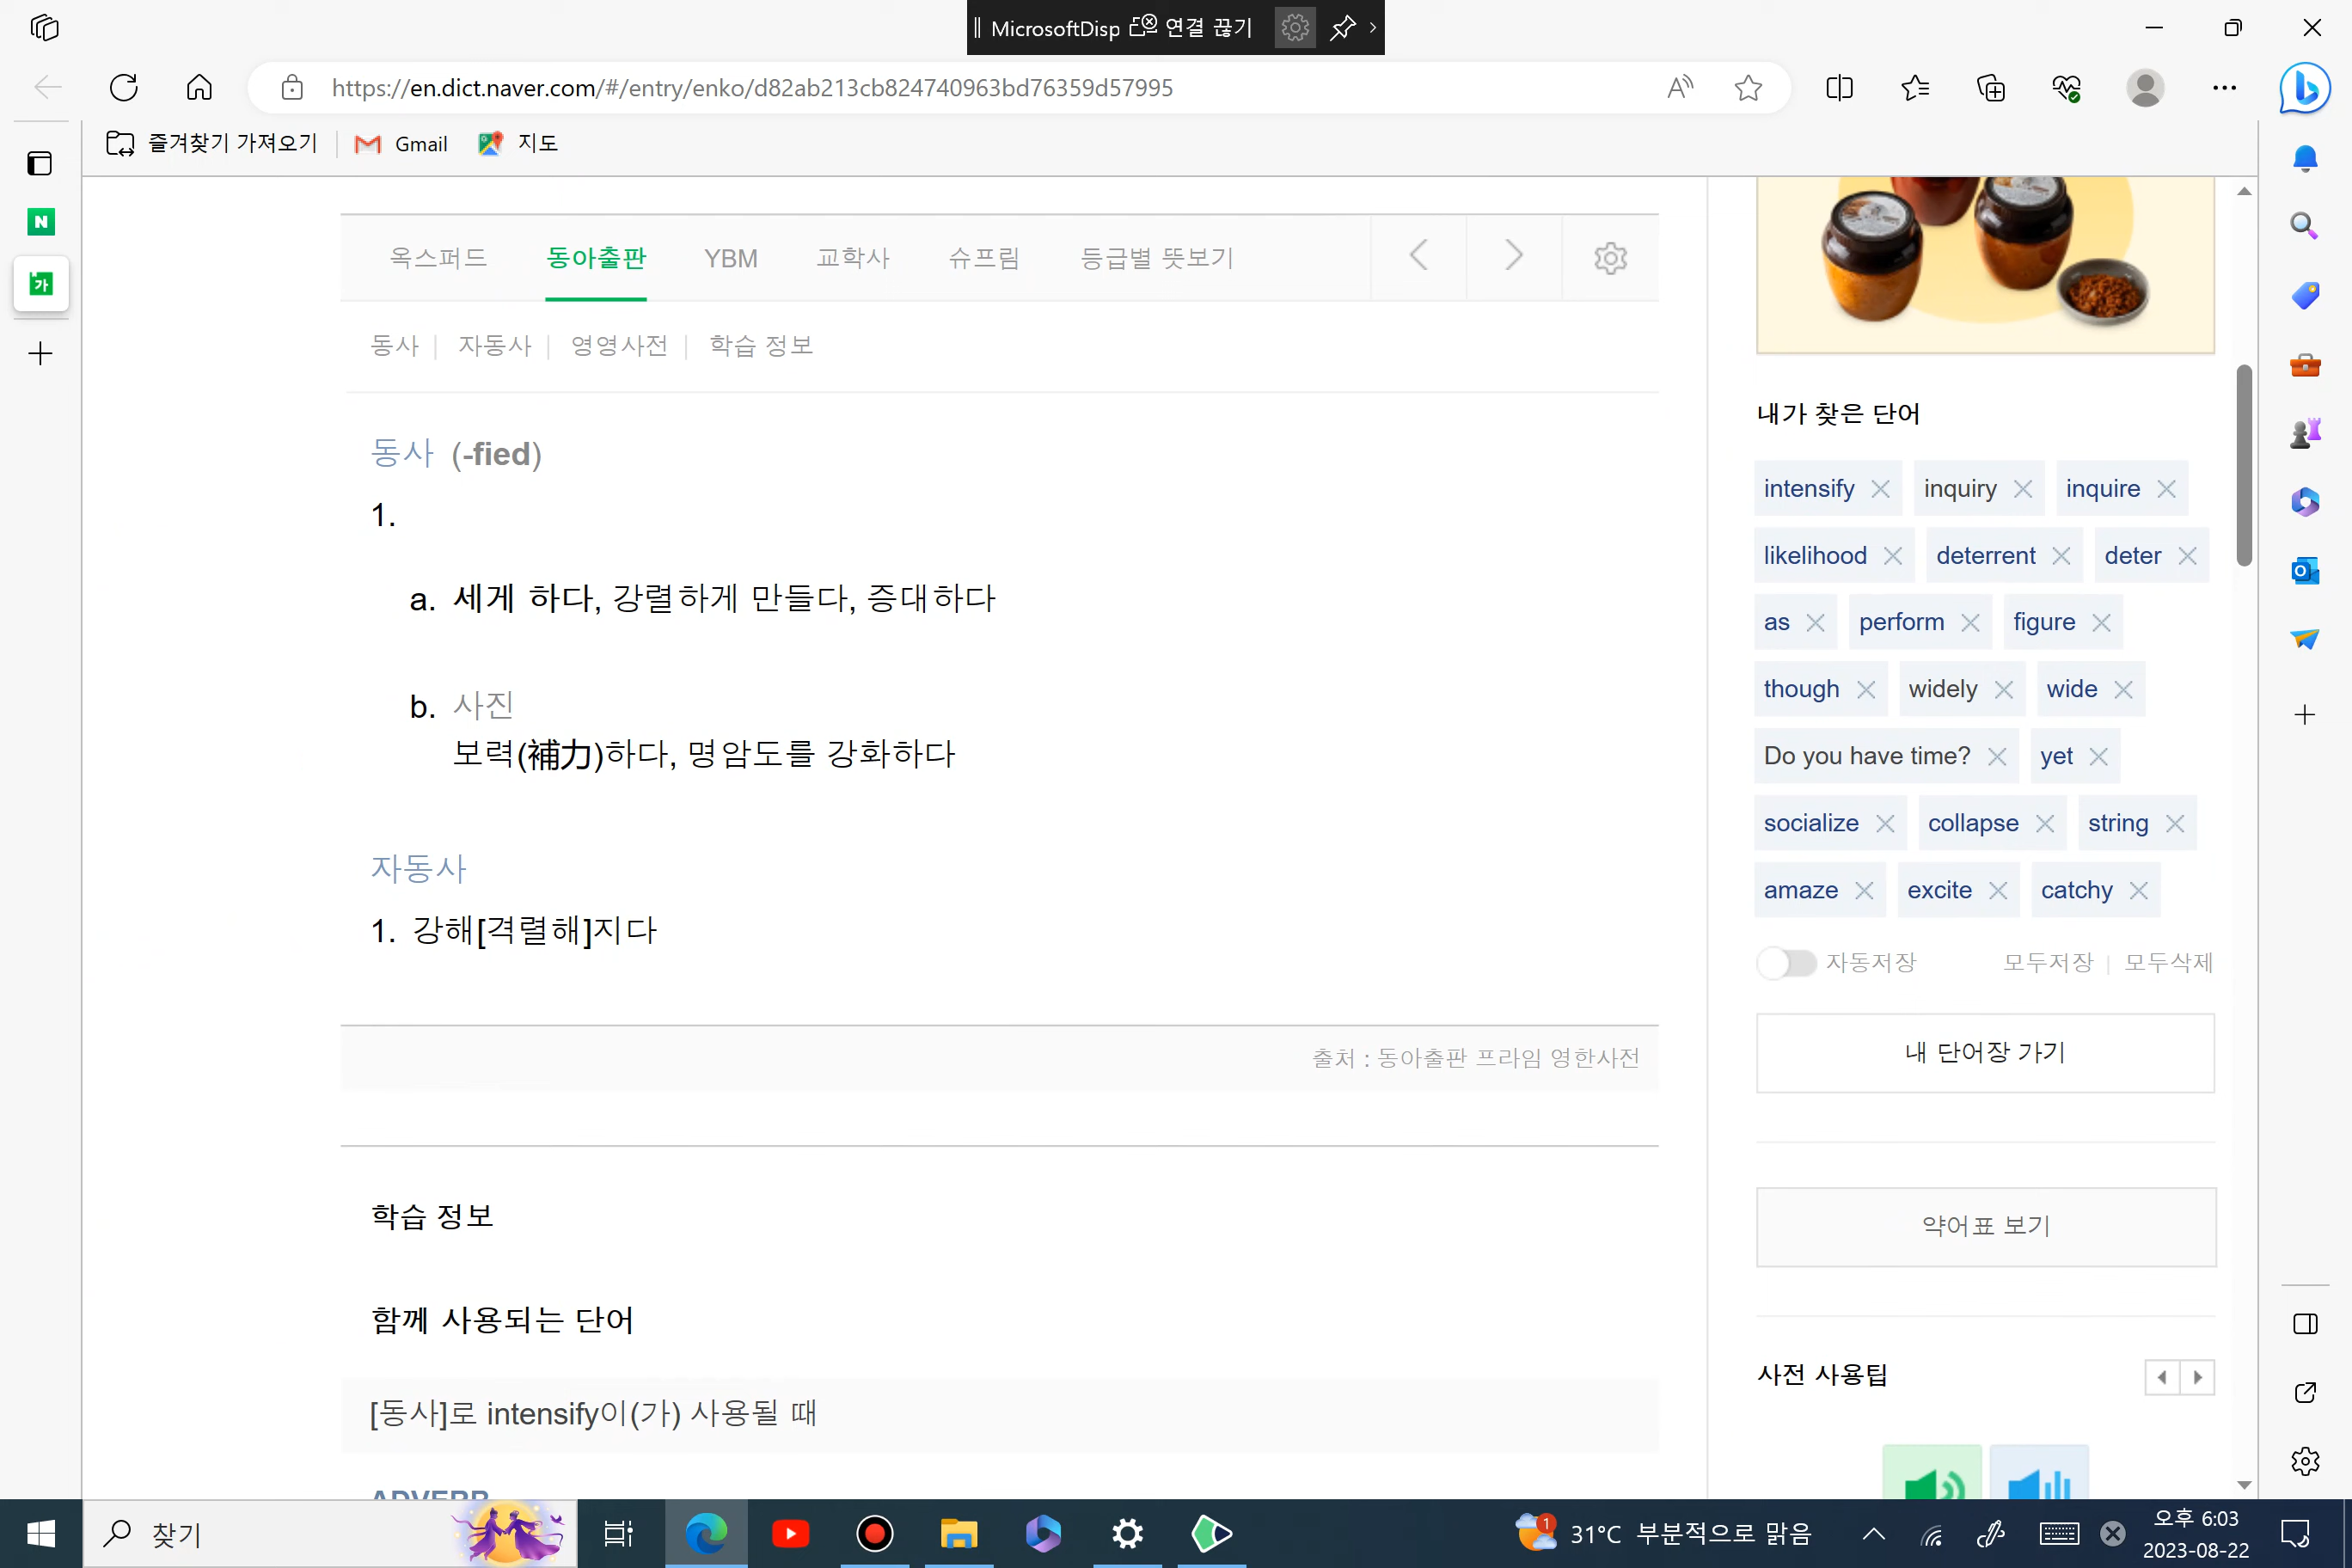 MicrosoftDisp 연결 끊기
https://en.dict.naver.com/#/entry/enko/d82ab213cb824740963bd76359d57995
즐겨찾기 가져오기 Gmail 지도
옥스퍼드 동아출판 YBM 교학사 슈프림 등급별 뜻보기
동사 자동사 영영사전 학습 정보
동사 (-fied)
1.
a. 세게 하다, 강렬하게 만들다, 증대하다
b. 사진
보력(補力)하다, 명암도를 강화하다
자동사
1. 강해[격렬해]지다
출처 : 동아출판 프라임 영한사전
학습 정보
함께 사용되는 단어
[동사]로 intensify이(가) 사용될 때
ADVERB
내가 찾은 단어
intensify inquiry inquire
likelihood deterrent deter
as perform figure
though widely wide
Do you have time? yet
socialize collapse string
amaze excite catchy
자동저장 모두저장 모두삭제
내 단어장 가기
약어표 보기
사전 사용팁
찾기
1
31°C 부분적으로 맑음
오후 6:03
2023-08-22